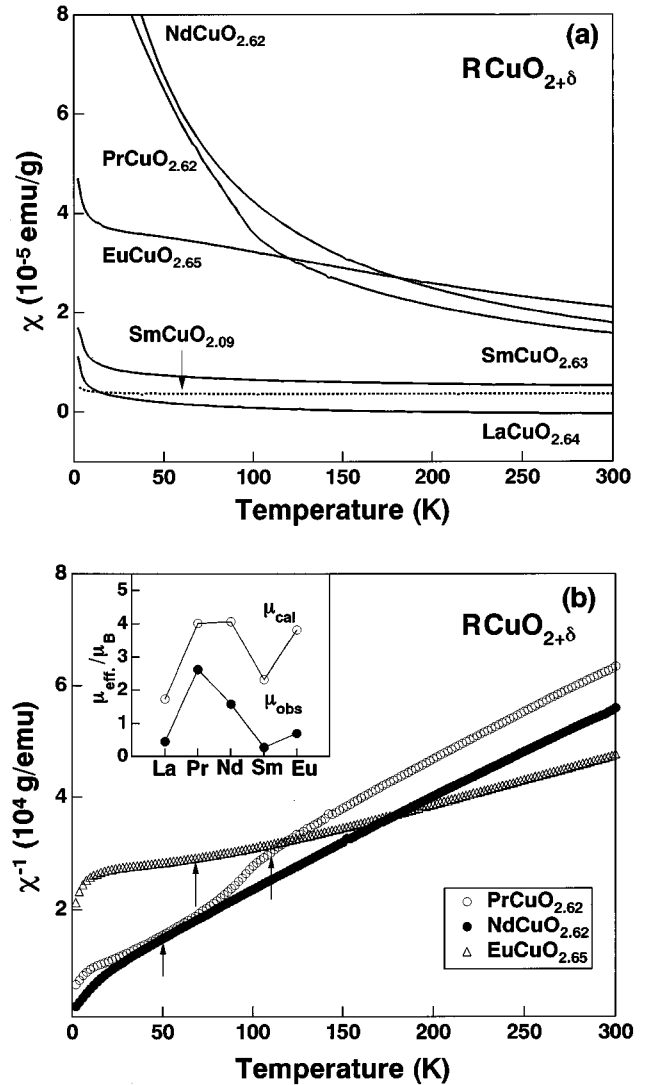 8
NdCuO2.62
(a)
RCuO2+δ
6
PrCuO2.62
4
EuCuO2.65
χ (10-5 emu/g)
2
SmCuO2.09
SmCuO2.63
0
LaCuO2.64
0 50 100 150 200 250 300
Temperature (K)
8
5
4
3
2
1
0
μeff. /μB
μcal
μobs
La Pr Nd Sm Eu
(b)
RCuO2+δ
6
4
2
χ-1 (104 g/emu)
PrCuO2.62
NdCuO2.62
EuCuO2.65
0 50 100 150 200 250 300
Temperature (K)